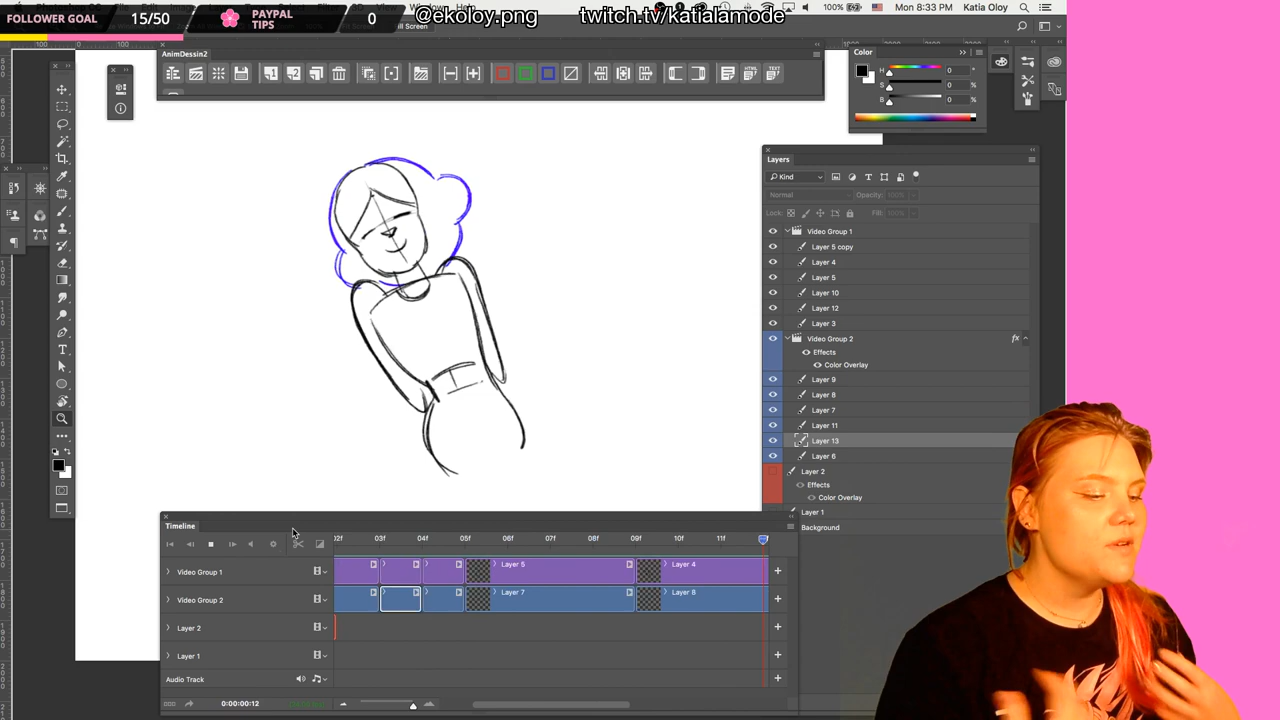 FOLLOWER GOAL 15/50 PAYPAL TIPS 0 @ekoloy.png twitch.tv/katialamode Mon 8:33 PM Katia Oloy
ll Screen
AnimDessin2
Color
H 0 °
S 0 %
B 0 %
Layers
Kind
Normal Opacity: 100%
Lock: Fill: 100%
Video Group 1
Layer 5 copy
Layer 4
Layer 5
Layer 10
Layer 12
Layer 3
Video Group 2 fx
Effects
Color Overlay
Layer 9
Layer 8
Layer 7
Layer 11
Layer 13
Layer 6
Layer 2
Effects
Color Overlay
Layer 1
Background
Timeline
02f 03f 04f 05f 06f 07f 08f 09f 10f 11f
Video Group 1 Layer 5 Layer 4
Video Group 2 Layer 7 Layer 8
Layer 2
Layer 1
Audio Track
0:00:00:12